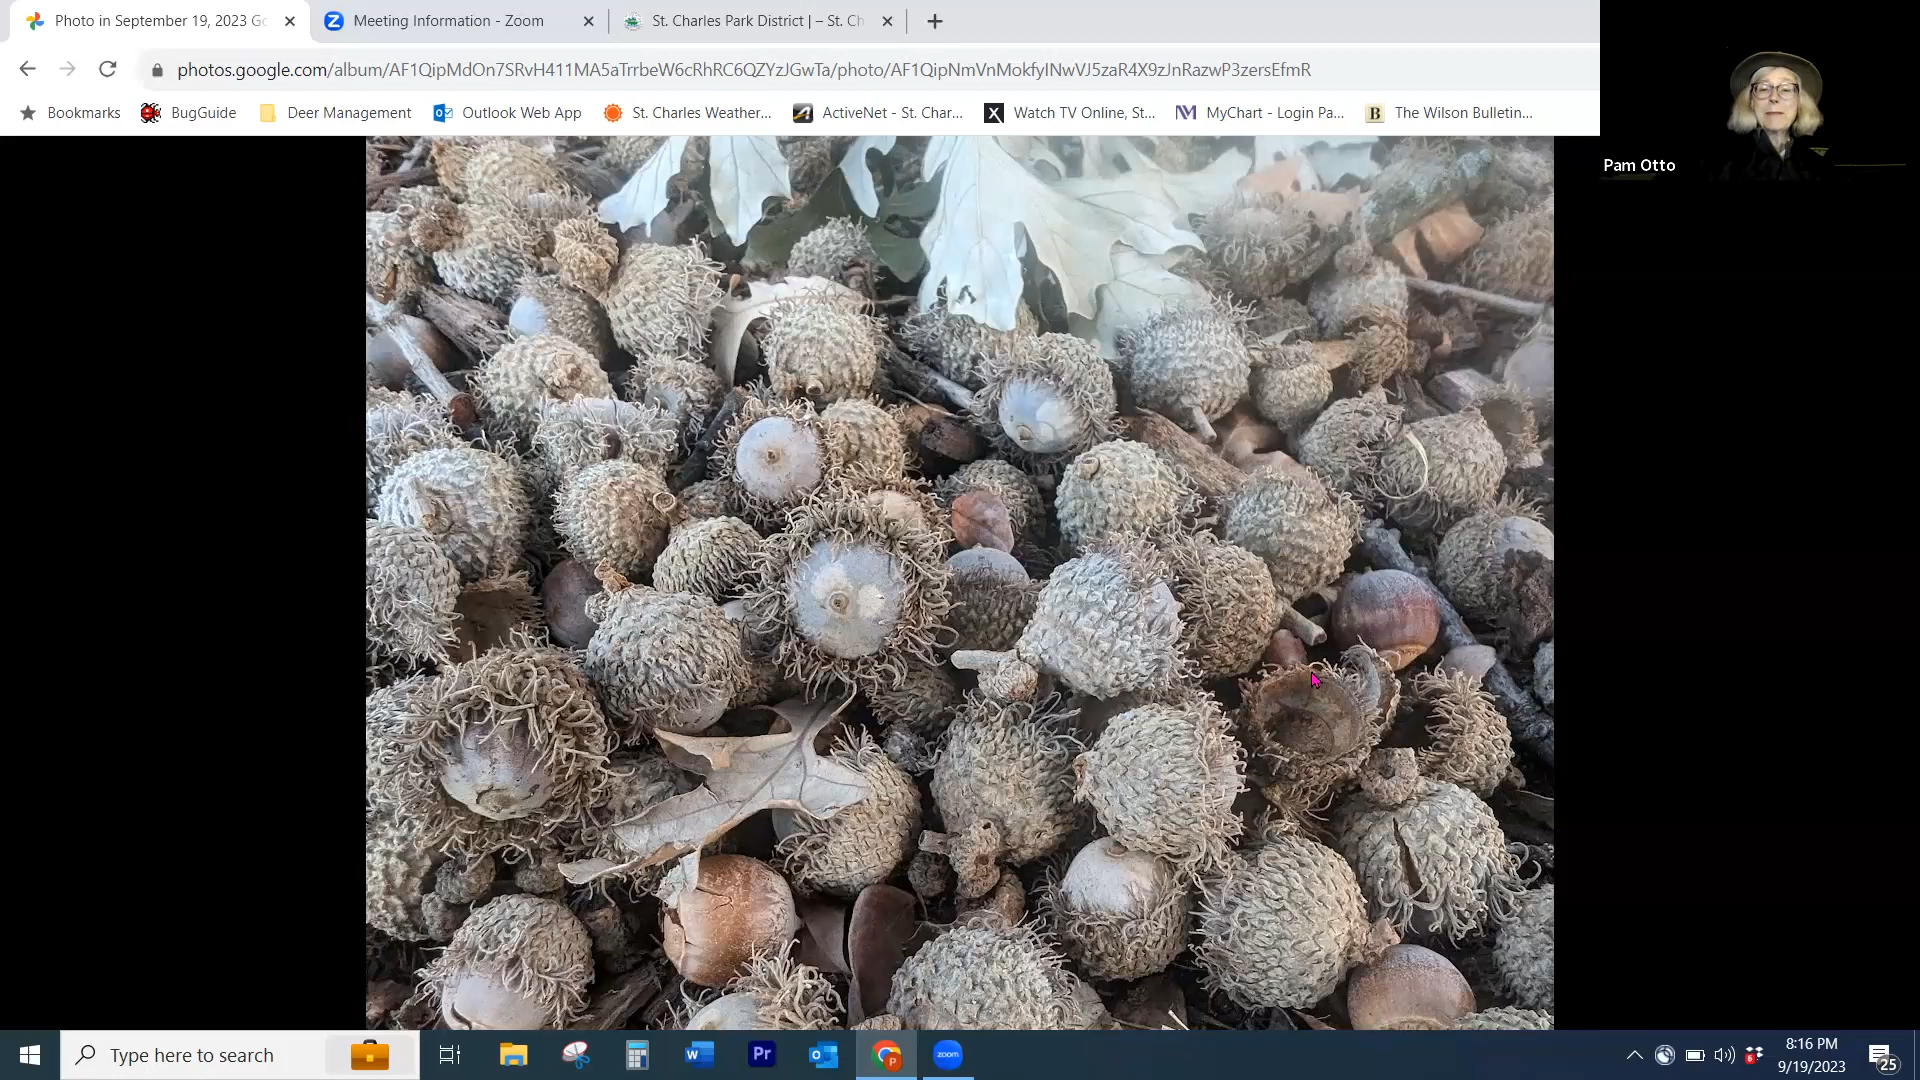 Photo in September 19, 2023 Go
Meeting Information - Zoom
St. Charles Park District | – St. Ch
photos.google.com/album/AF1QipMdOn7SRvH411MA5aTrrbeW6cRhRC6QZYzJGwTa/photo/AF1QipNmVnMokfyINwVJ5zaR4X9zJnRazwP3zersEfmR
Bookmarks
BugGuide
Deer Management
Outlook Web App
St. Charles Weather...
ActiveNet - St. Char...
Watch TV Online, St...
MyChart - Login Pa...
The Wilson Bulletin...
Pam Otto
Type here to search
zoom
8:16 PM
9/19/2023
25